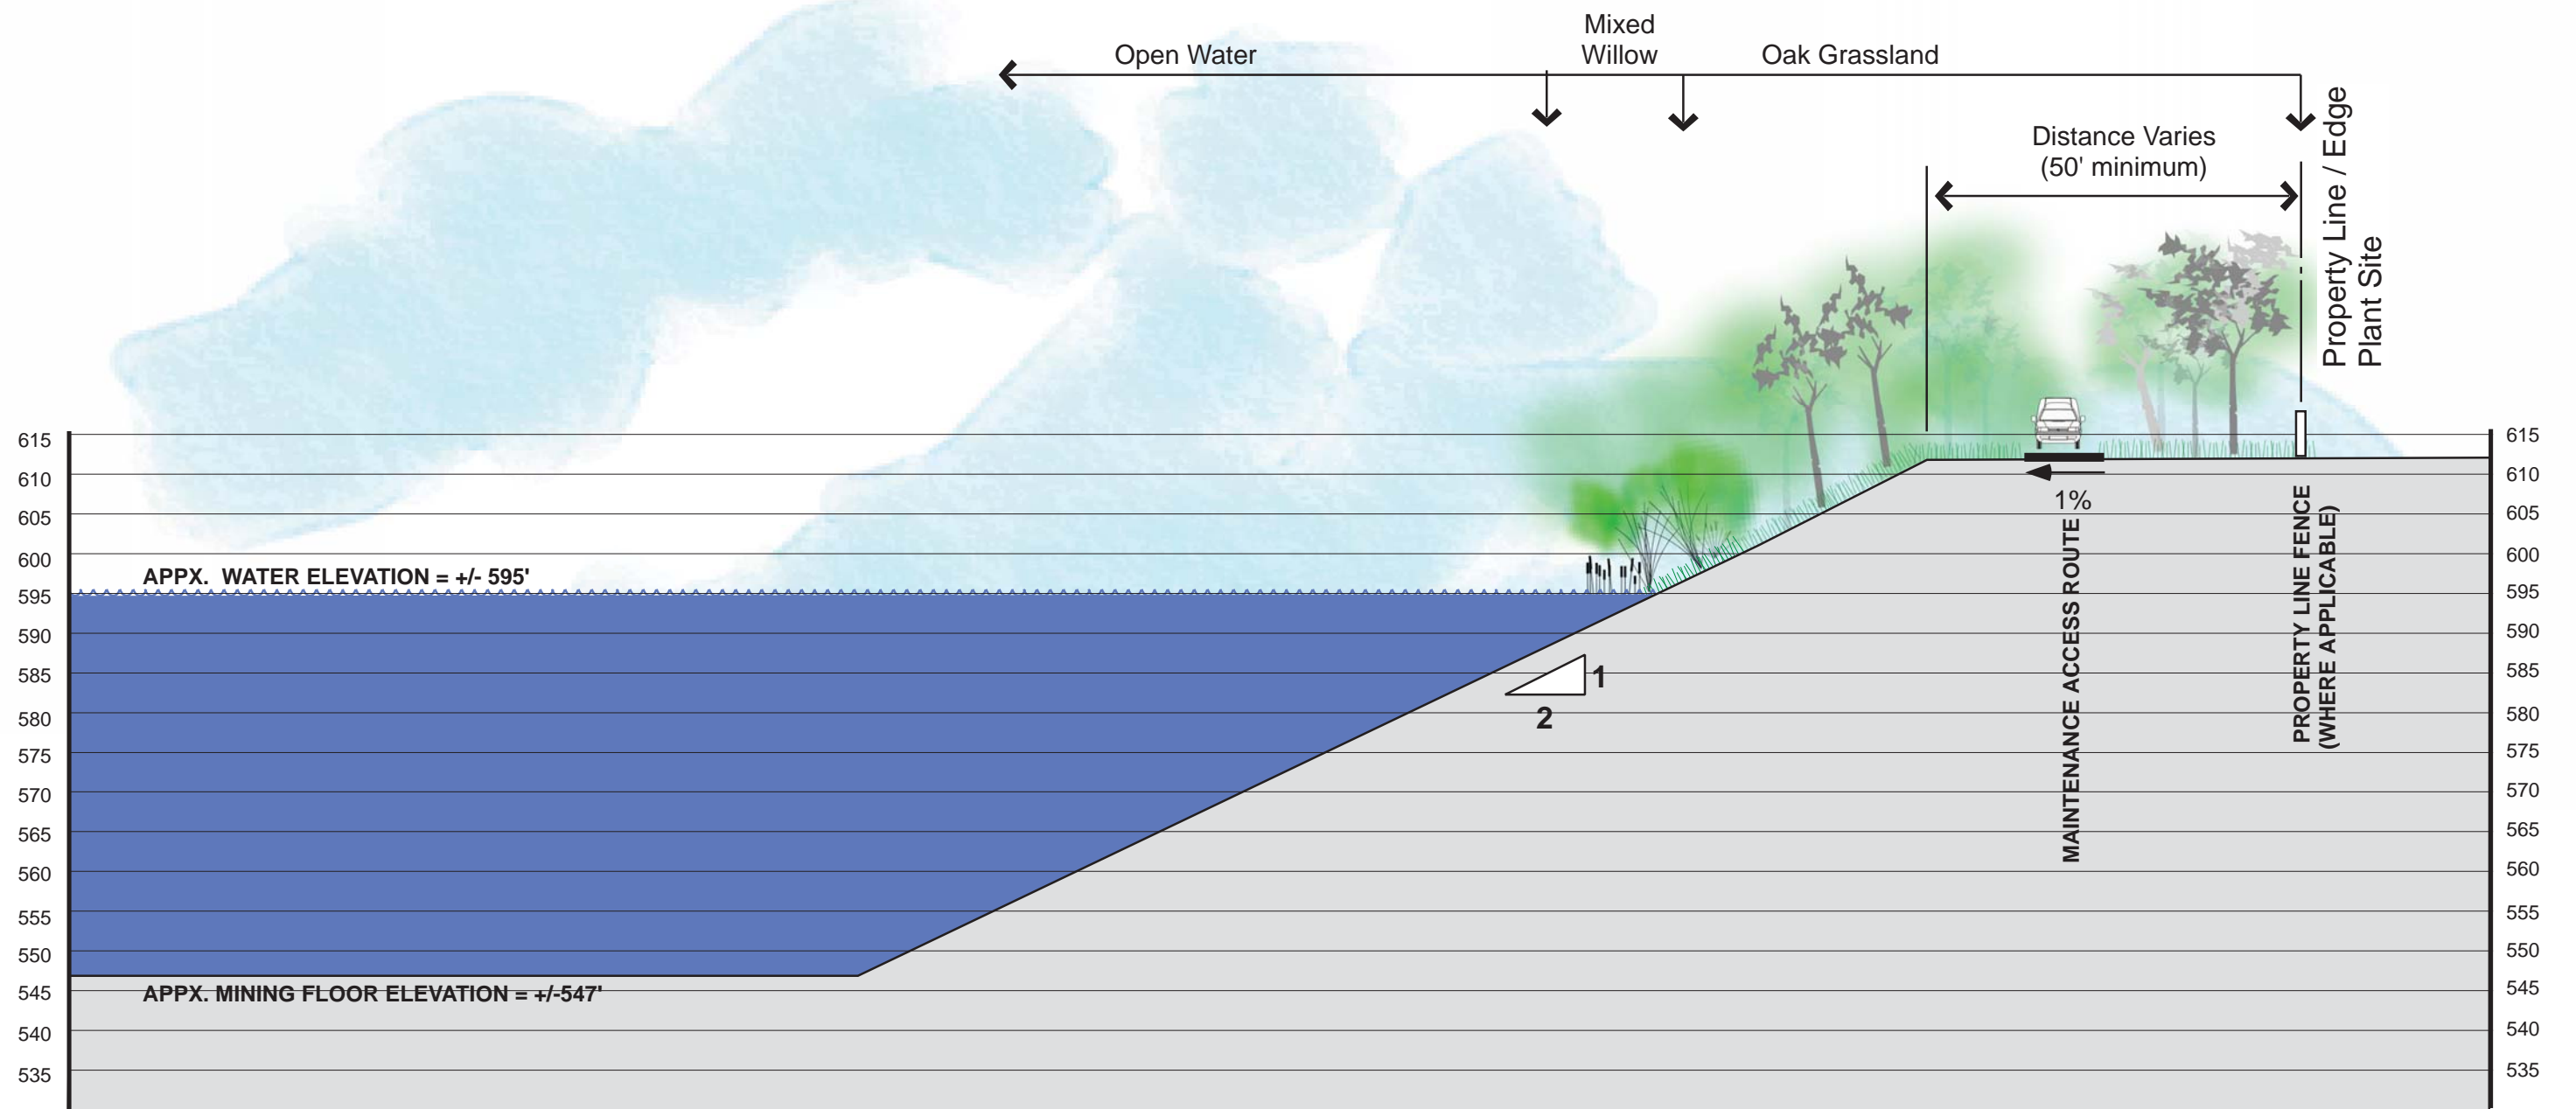 Mixed
Open Water
Willow
Oak Grassland
Distance Varies
(50' minimum)
Property Line / Edge
Plant Site
615
610
605
600
595
590
585
580
575
570
565
560
555
550
545
540
535
APPX.  WATER ELEVATION = +/- 595'
1
2
APPX. MINING FLOOR ELEVATION = +/-547'
1%
MAINTENANCE ACCESS ROUTE
PROPERTY LINE FENCE
(WHERE APPLICABLE)
615
610
605
600
595
590
585
580
575
570
565
560
555
550
545
540
535